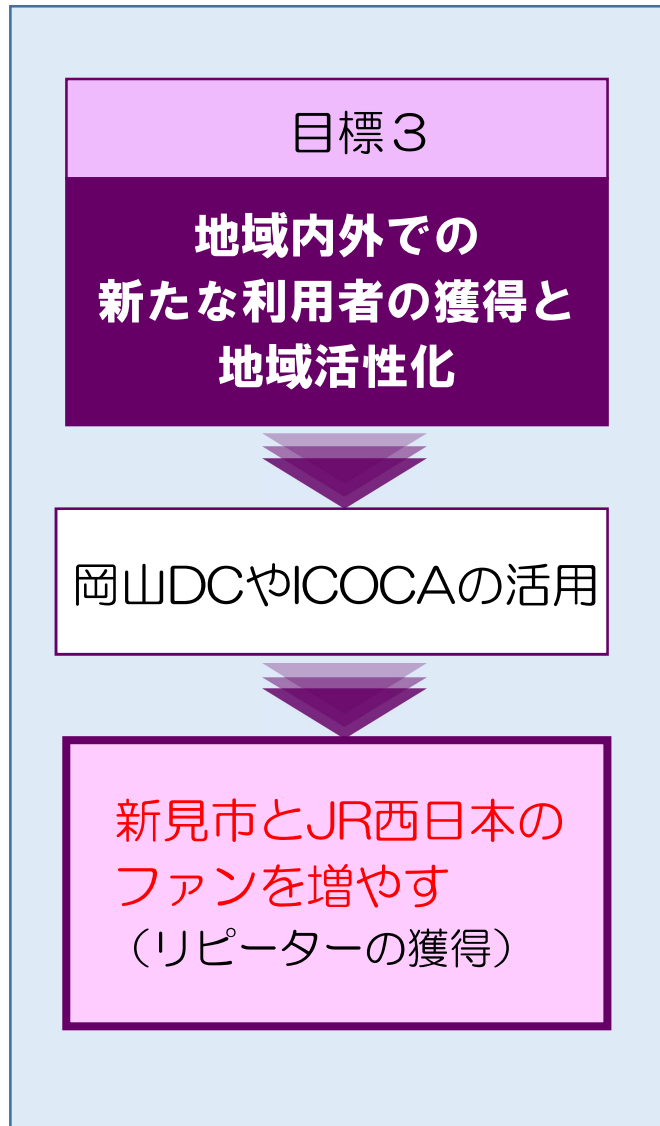 目標３
地域内外での
新たな利用者の獲得と
地域活性化
岡山DCやICOCAの活用
新見市とJR西日本の
ファンを増やす
（リピーターの獲得）